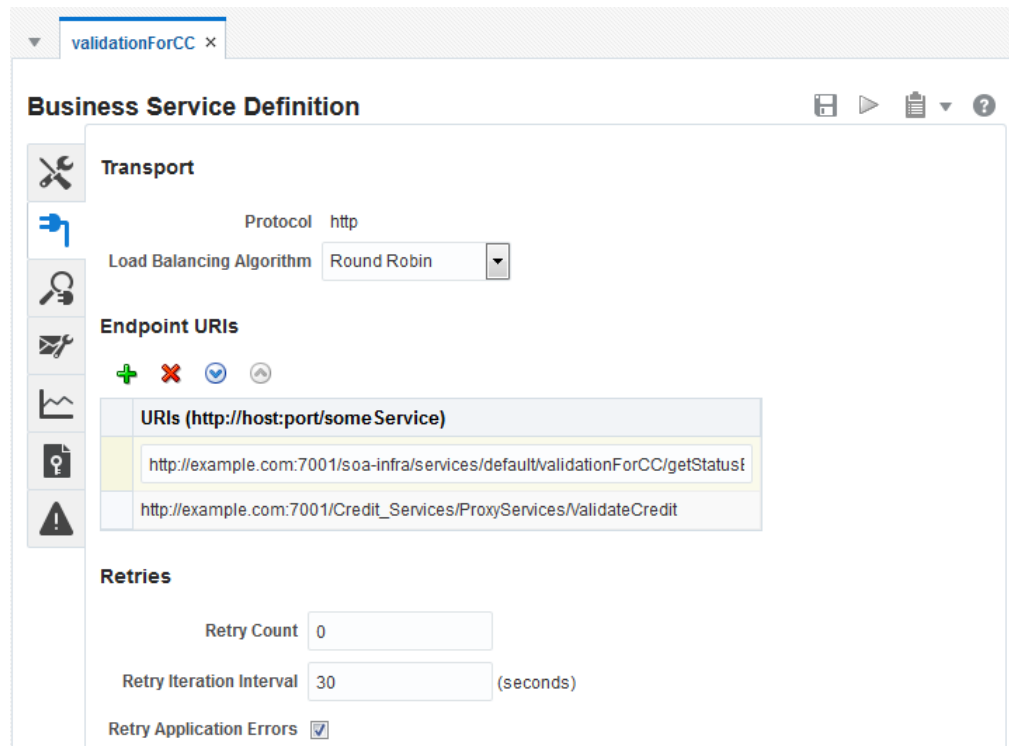 validationForCC ×
Business Service Definition
Transport
Protocol http
Load Balancing Algorithm Round Robin
Endpoint URIs
URIs (http://host:port/someService)
http://example.com:7001/soa-infra/services/default/validationForCC/getStatusE
http://example.com:7001/Credit_Services/ProxyServices/ValidateCredit
Retries
Retry Count 0
Retry Iteration Interval 30 (seconds)
Retry Application Errors